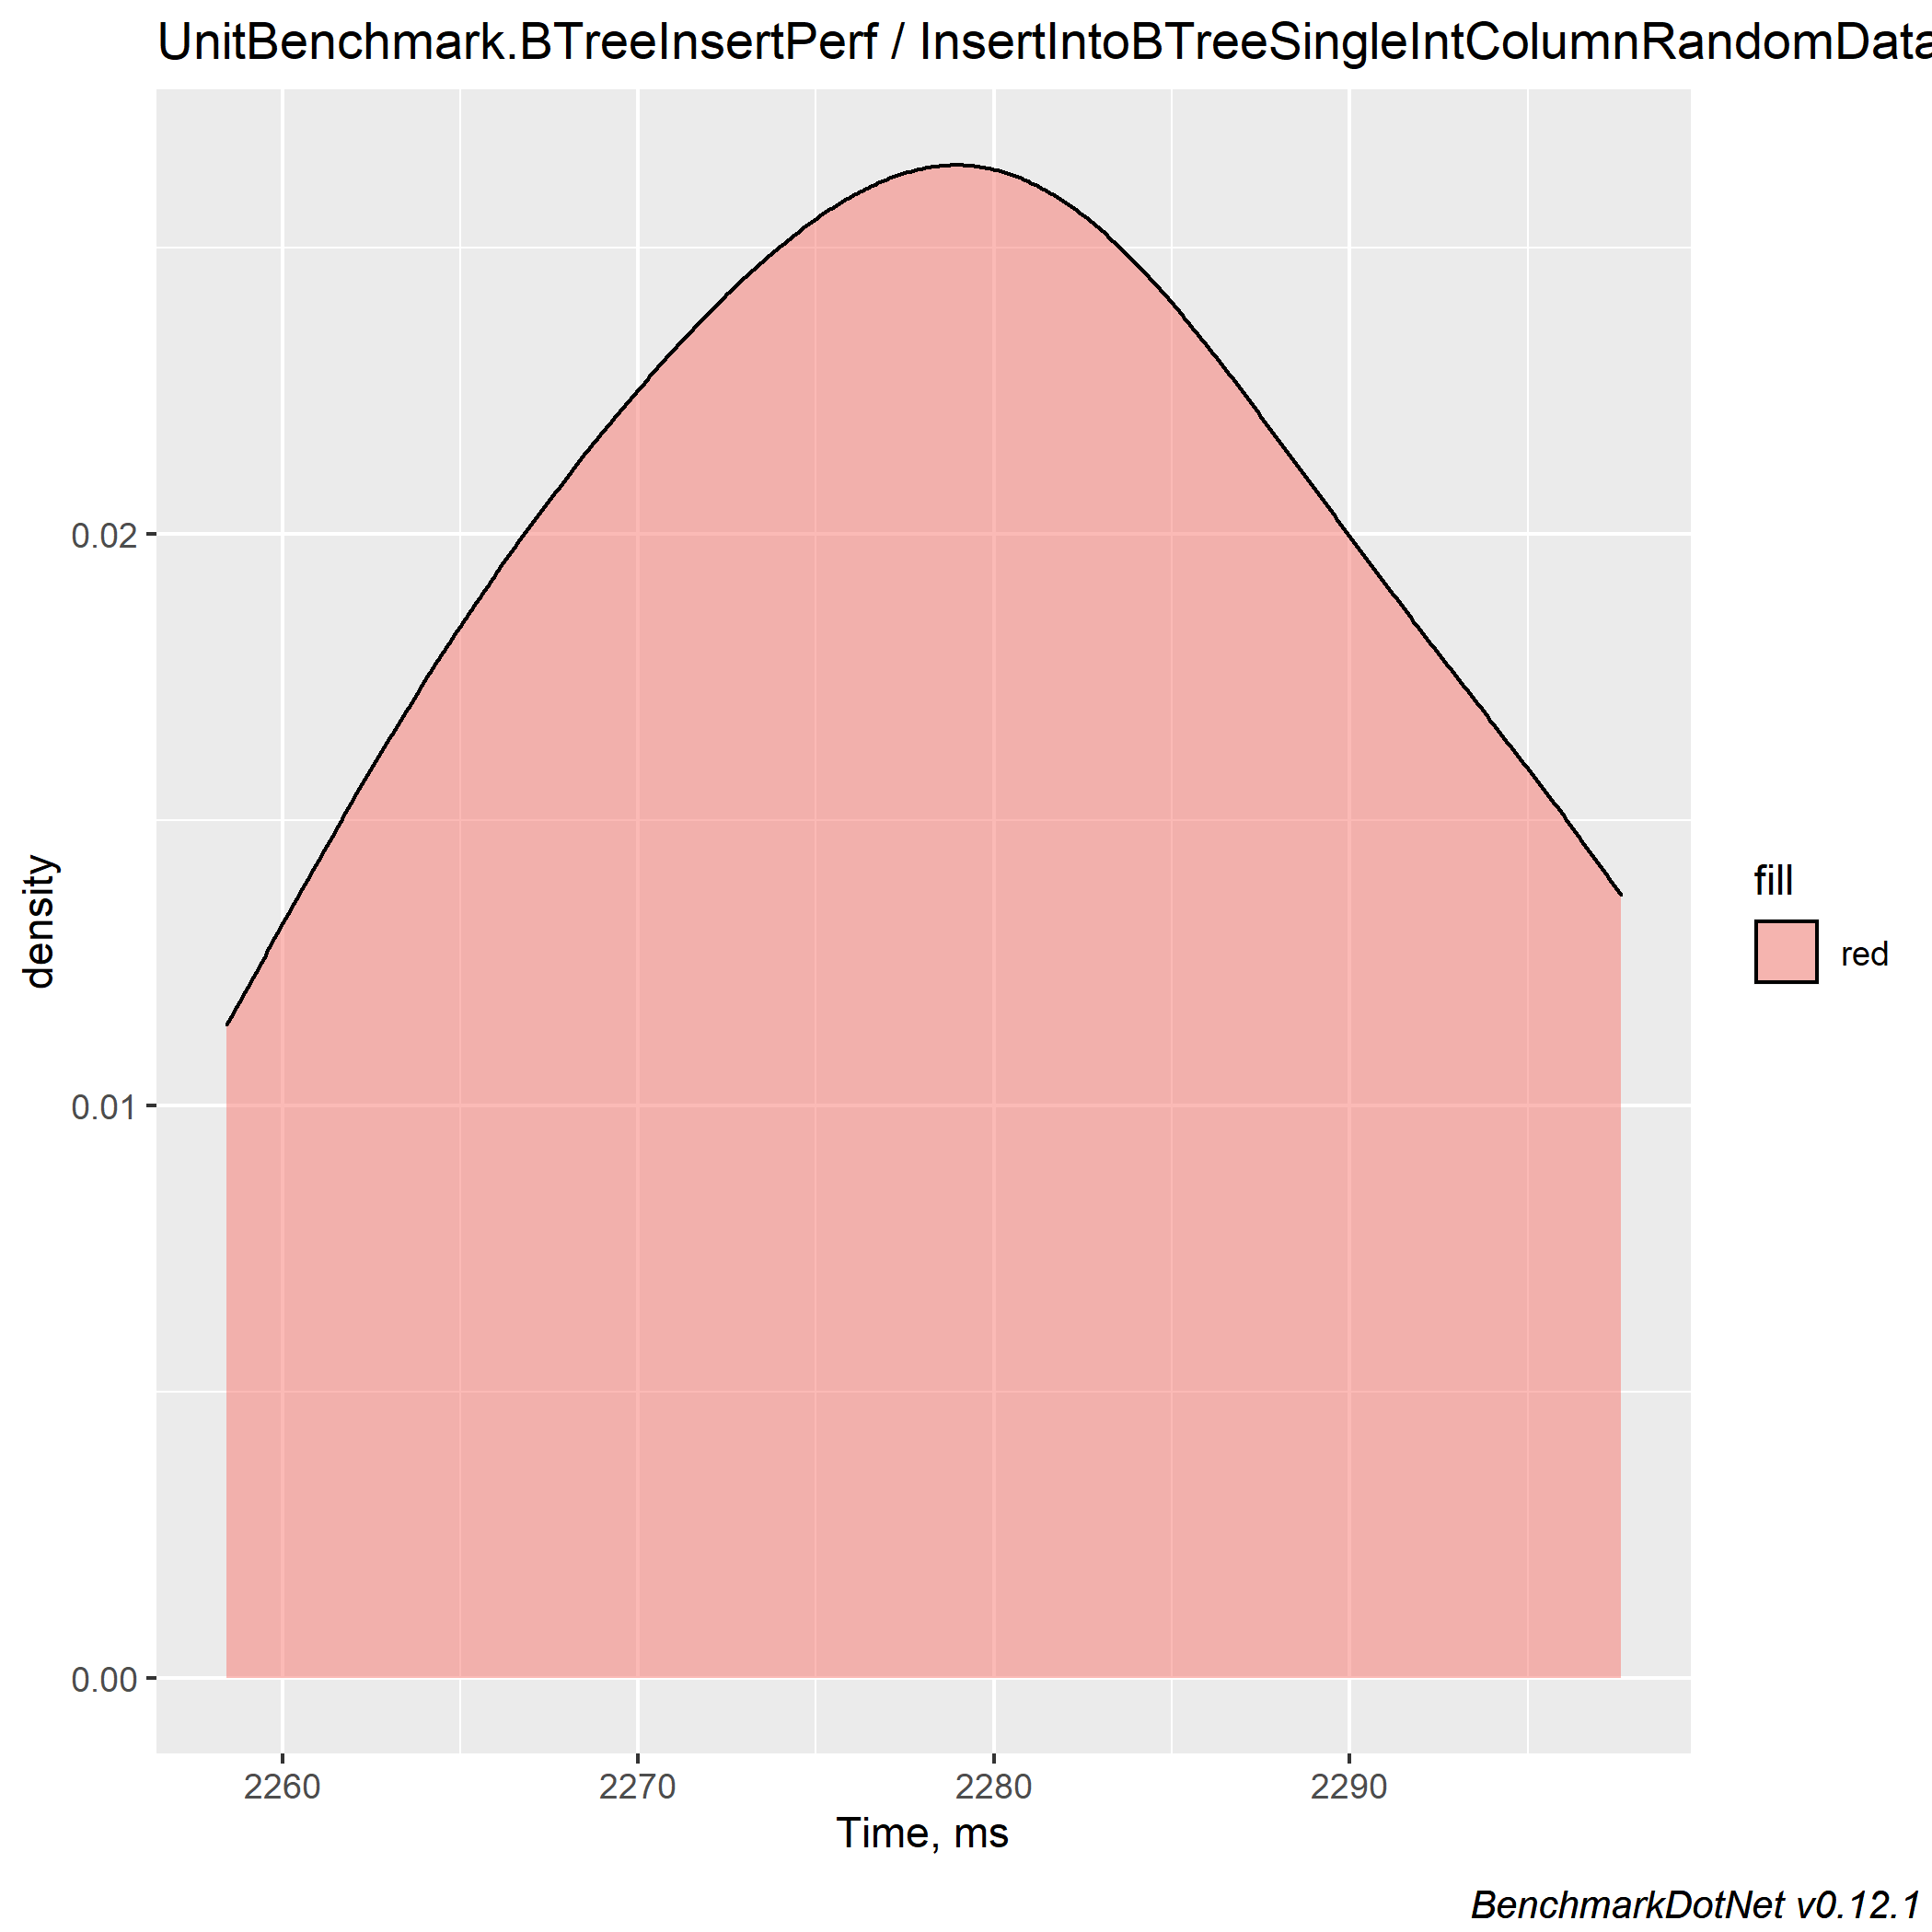 UnitBenchmark.BTreeInsertPerf / InsertIntoBTreeSingleIntColumnRandomData
density
0.02
0.01
0.00
2260 2270 2280 2290
Time, ms
fill
red
BenchmarkDotNet v0.12.1